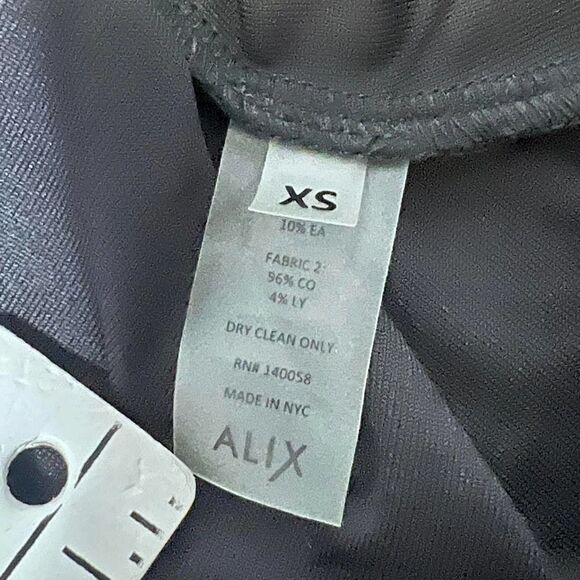 XS
10% EA
FABRIC 2:
96% CO
4% LY
DRY CLEAN ONLY
RN# 140058
MADE IN NYC
ALIX